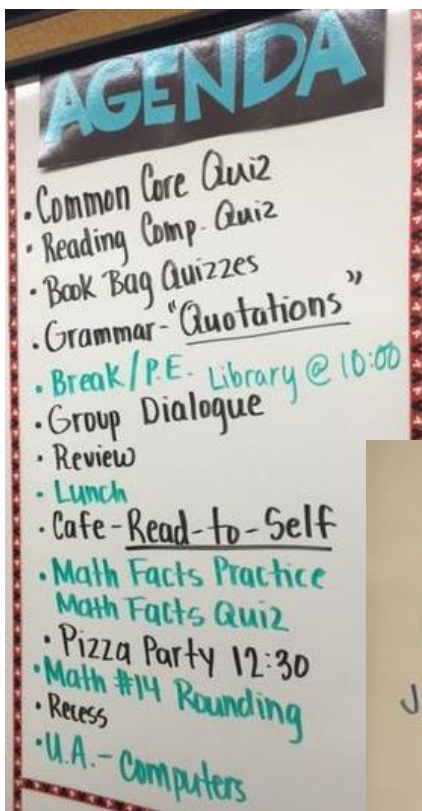 AGENDA
· Common Core Quiz
· Reading Comp. Quiz
· Book Bag Quizzes
· Grammar - "Quotations"
· Break/P.E. - Library @ 10:00
· Group Dialogue
· Review
· Lunch
· Cafe - Read-to-Self
· Math Facts Practice
Math Facts Quiz
· Pizza Party 12:30
· Math #14 Rounding
· Recess
· U.A. - Computers
J